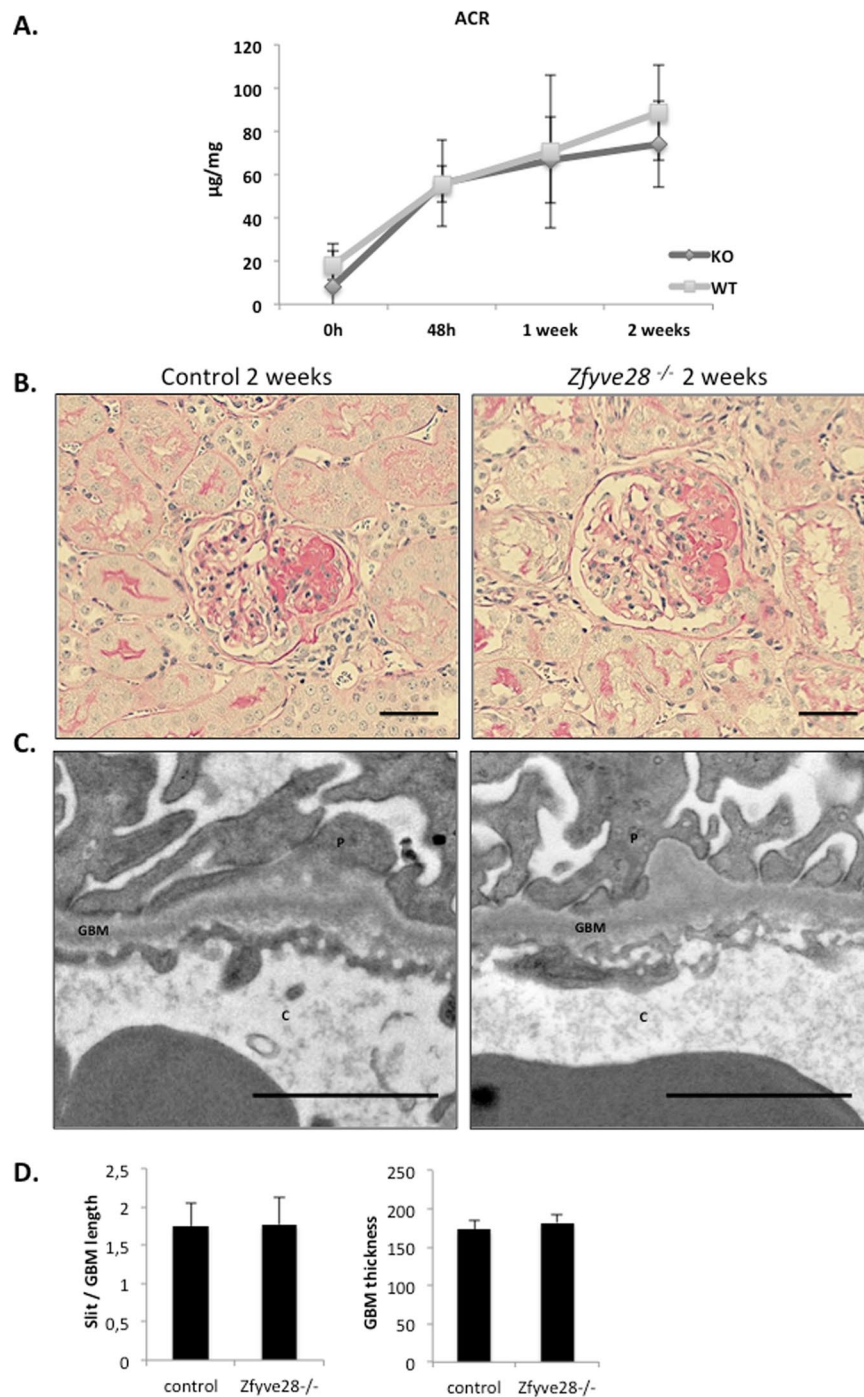 A.
ACR
120
100
80
60
40
20
0
µg/mg
KO
WT
0h 48h 1 week 2 weeks
B.
Control 2 weeks
Zfyve28 -/- 2 weeks
C.
P
GBM
C
P
GBM
C
D.
Slit / GBM length
2,5
2
1,5
1
0,5
0
control Zfyve28-/-
GBM thickness
250
200
150
100
50
0
control Zfyve28-/-